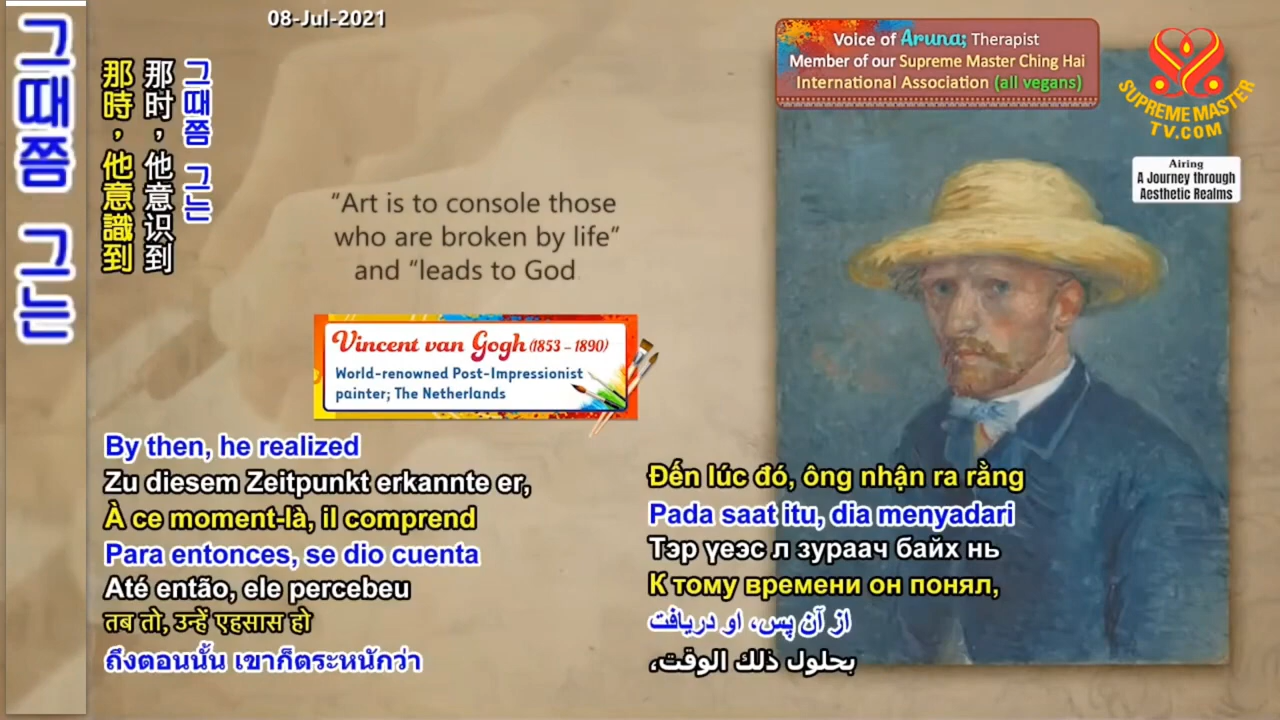 08-Jul-2021
그때쯤 그는
那時，他意識到
那时，他意识到
그때쯤 그는
Voice of Aruna; Therapist
Member of our Supreme Master Ching Hai
International Association (all vegans)
SUPREME MASTER
TV.COM
Airing
A Journey through
Aesthetic Realms
“Art is to console those
who are broken by life”
and “leads to God
Vincent van Gogh (1853 – 1890)
World-renowned Post-Impressionist
painter; The Netherlands
By then, he realized
Zu diesem Zeitpunkt erkannte er,
À ce moment-là, il comprend
Para entonces, se dio cuenta
Até então, ele percebeu
तब तो, उन्हें एहसास हो
ถึงตอนนั้น เขาก็ตระหนักว่า
Đến lúc đó, ông nhận ra rằng
Pada saat itu, dia menyadari
Тэр үеэс л зураач байх нь
К тому времени он понял,
از آن پس، او دریافت
بحلول ذلك الوقت،